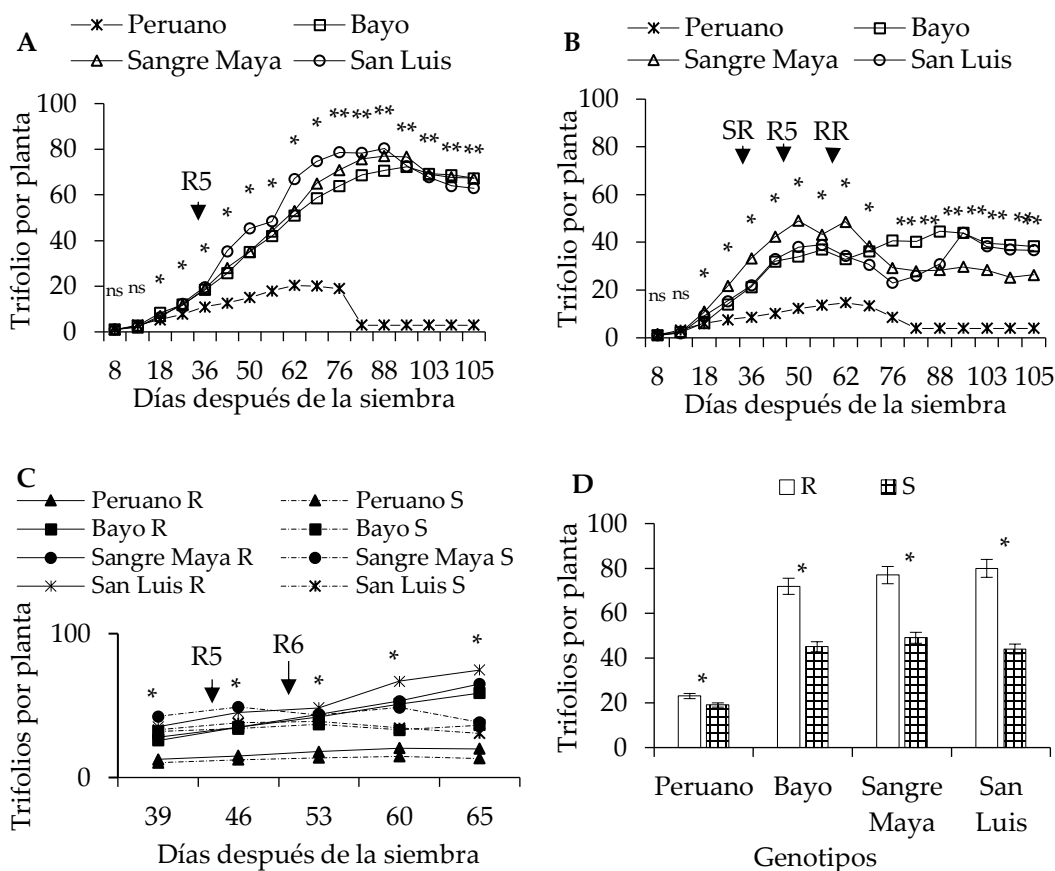 A
Peruano
Bayo
Sangre Maya
San Luis
Trifolio por planta
100
80
60
40
20
0
ns ns * * * * * * * * ** ** ** ** ** ** **
R5
8 18 36 50 62 76 88 103 105
Días después de la siembra
B
Peruano
Bayo
Sangre Maya
San Luis
Trifolio por planta
100
80
60
40
20
0
SR R5 RR
ns ns * * * * * * * * ** ** ** ** ** ** **
8 18 36 50 62 76 88 103 105
Días después de la siembra
C
Peruano R
Peruano S
Bayo R
Bayo S
Sangre Maya R
Sangre Maya S
San Luis R
San Luis S
Trifolios por planta
100
0
R5 R6
* * * * *
39 46 53 60 65
Días después de la siembra
D
R S
Trifolios por planta
100
80
60
40
20
0
* * * *
Peruano Bayo Sangre Maya San Luis
Genotipos